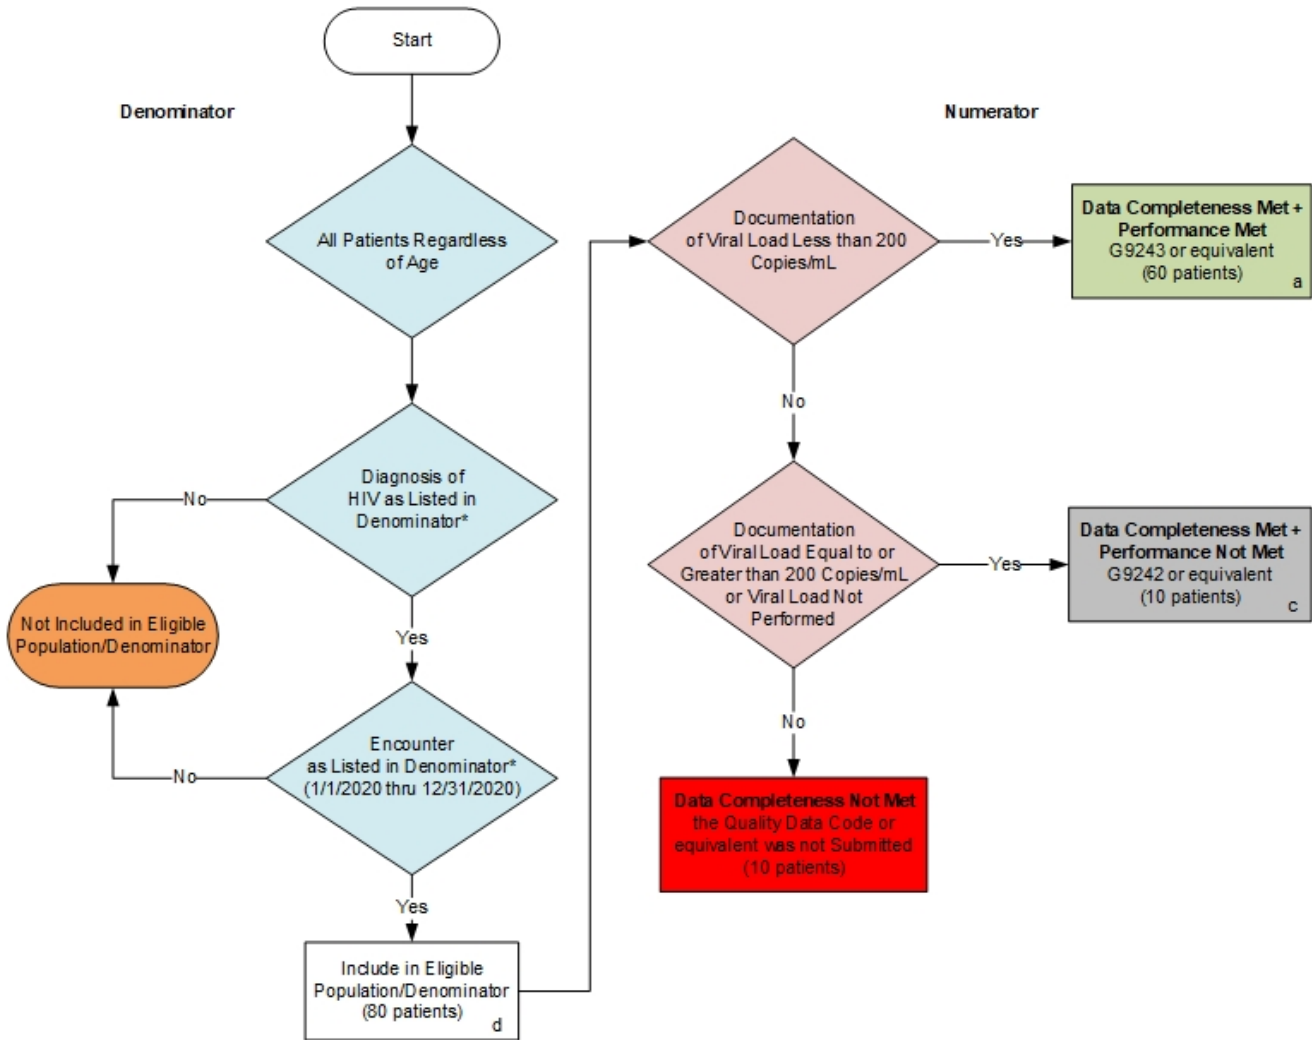 Start
Denominator
All Patients Regardless
of Age
Diagnosis of
HIV as Listed in
Denominator*
No
Not Included in Eligible
Population/Denominator
Yes
Encounter
as Listed in Denominator*
(1/1/2020 thru 12/31/2020)
No
Yes
Include in Eligible
Population/Denominator
(80 patients)
d
Numerator
Documentation
of Viral Load Less than 200
Copies/mL
Yes
Data Completeness Met +
Performance Met
G9243 or equivalent
(60 patients)
a
No
Documentation
of Viral Load Equal to or
Greater than 200 Copies/mL
or Viral Load Not
Performed
Yes
Data Completeness Met +
Performance Not Met
G9242 or equivalent
(10 patients)
c
No
Data Completeness Not Met
the Quality Data Code or
equivalent was not Submitted
(10 patients)